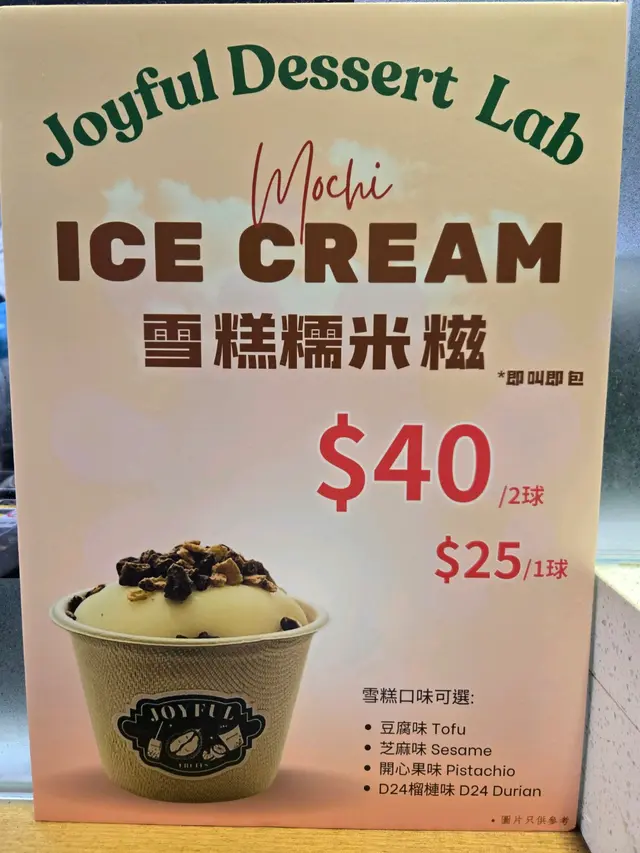 Joyful Dessert Lab
Mochi
ICE CREAM
雪糕糯米糍
*即叫即包
$40/2球
$25/1球
JOYFUL
雪糕口味可選:
• 豆腐味 Tofu
• 芝麻味 Sesame
• 開心果味 Pistachio
• D24榴槤味 D24 Durian
• 圖片只供參考